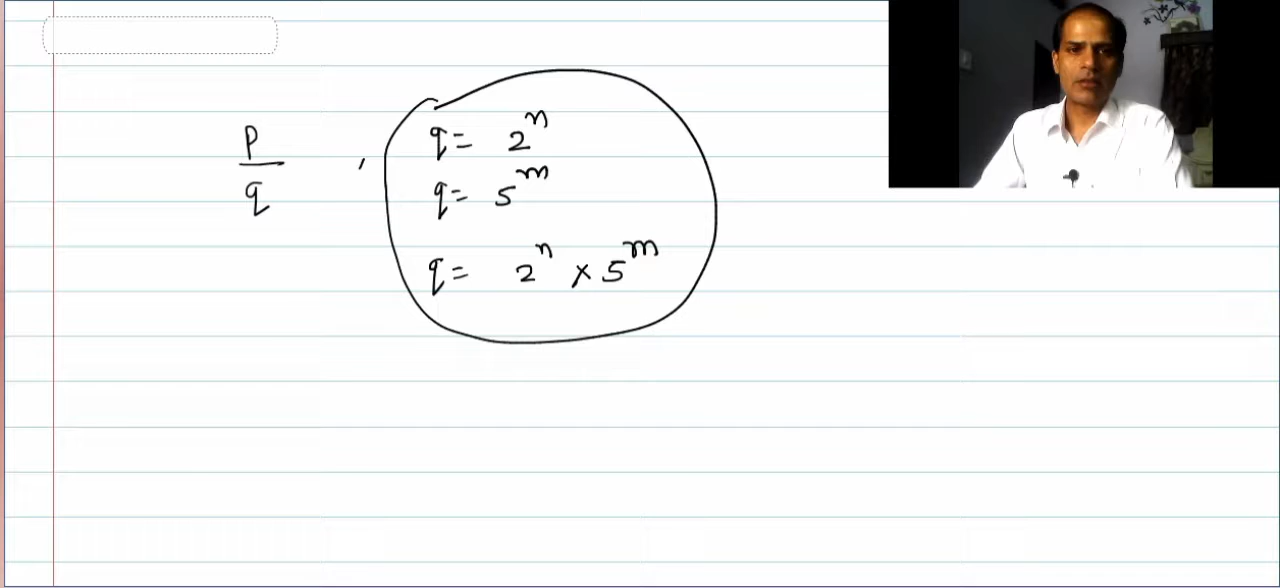 p/q , q = 2^n
q = 5^m
q = 2^n × 5^m